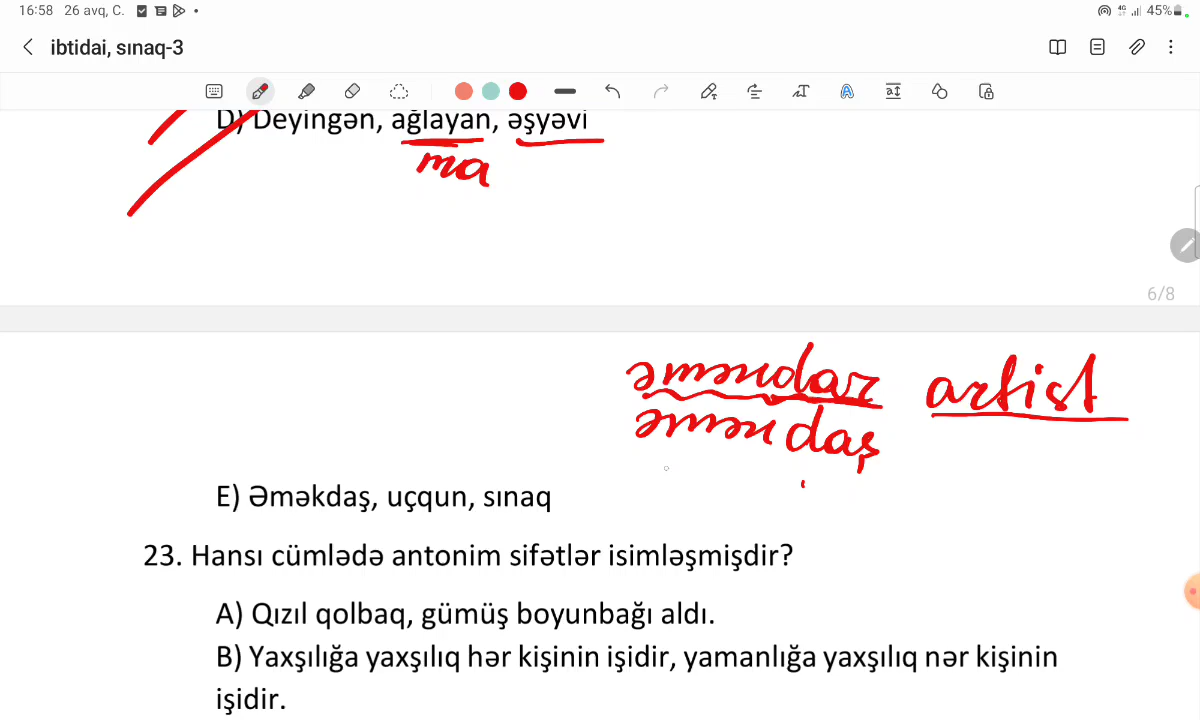 16:58 26 avq, C. • 4G 45%
ibtidai, sınaq-3
D) Deyingən, ağlayan, əşyəvi
ma
6/8
əməkdar artist
əməkdaş
E) Əməkdaş, uçqun, sınaq
23. Hansı cümlədə antonim sifətlər isimləşmişdir?
A) Qızıl qolbaq, gümüş boyunbağı aldı.
B) Yaxşılığa yaxşılıq hər kişinin işidir, yamanlığa yaxşılıq nər kişinin
işidir.